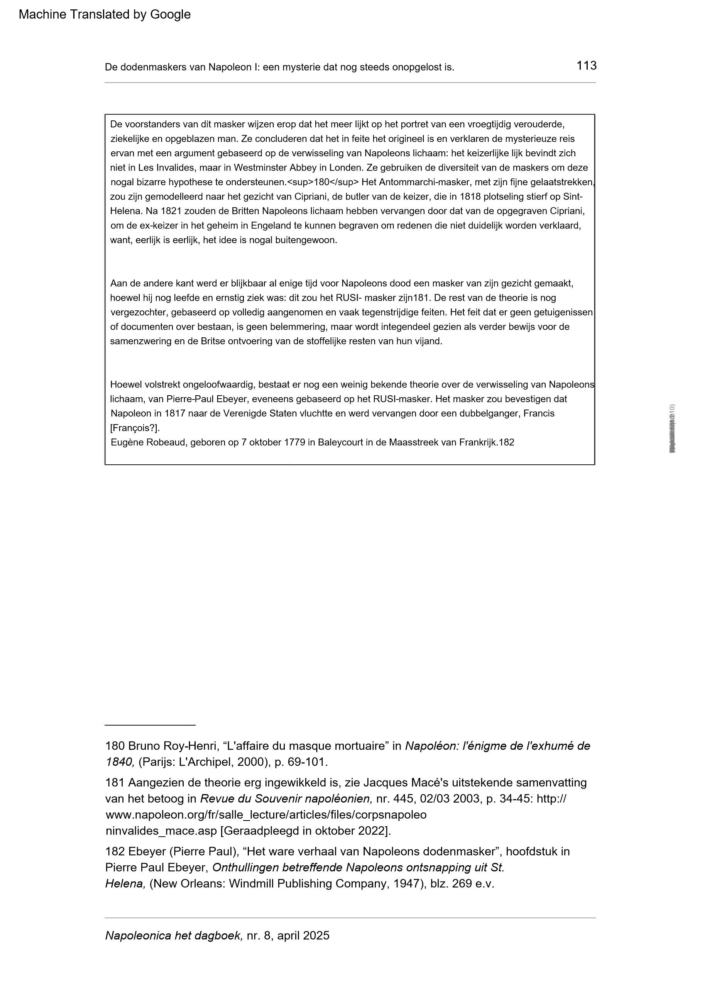 Machine Translated by Google
De dodenmaskers van Napoleon I: een mysterie dat nog steeds onopgelost is.
113
De voorstanders van dit masker wijzen erop dat het meer lijkt op het portret van een vroegtijdig verouderde,
ziekelijke en opgeblazen man. Ze concluderen dat het in feite het origineel is en verklaren de mysterieuze reis
ervan met een argument gebaseerd op de verwisseling van Napoleons lichaam: het keizerlijke lijk bevindt zich
niet in Les Invalides, maar in Westminster Abbey in Londen. Ze gebruiken de diversiteit van de maskers om deze
nogal bizarre hypothese te ondersteunen.<sup>180</sup> Het Antommarchi-masker, met zijn fijne gelaatstrekken,
zou zijn gemodelleerd naar het gezicht van Cipriani, de butler van de keizer, die in 1818 plotseling stierf op Sint-
Helena. Na 1821 zouden de Britten Napoleons lichaam hebben vervangen door dat van de opgegraven Cipriani,
om de ex-keizer in het geheim in Engeland te kunnen begraven om redenen die niet duidelijk worden verklaard,
want, eerlijk is eerlijk, het idee is nogal buitengewoon.
Aan de andere kant werd er blijkbaar al enige tijd voor Napoleons dood een masker van zijn gezicht gemaakt,
hoewel hij nog leefde en ernstig ziek was: dit zou het RUSI- masker zijn181. De rest van de theorie is nog
vergezochter, gebaseerd op volledig aangenomen en vaak tegenstrijdige feiten. Het feit dat er geen getuigenissen
of documenten over bestaan, is geen belemmering, maar wordt integendeel gezien als verder bewijs voor de
samenzwering en de Britse ontvoering van de stoffelijke resten van hun vijand.
Hoewel volstrekt ongeloofwaardig, bestaat er nog een weinig bekende theorie over de verwisseling van Napoleons
lichaam, van Pierre-Paul Ebeyer, eveneens gebaseerd op het RUSI-masker. Het masker zou bevestigen dat
Napoleon in 1817 naar de Verenigde Staten vluchtte en werd vervangen door een dubbelganger, Francis
[François?].
Eugène Robeaud, geboren op 7 oktober 1779 in Baleycourt in de Maasstreek van Frankrijk.182
180 Bruno Roy-Henri, “L'affaire du masque mortuaire” in Napoléon: l'énigme de l'exhumé de
1840, (Parijs: L'Archipel, 2000), p. 69-101.
181 Aangezien de theorie erg ingewikkeld is, zie Jacques Macé's uitstekende samenvatting
van het betoog in Revue du Souvenir napoléonien, nr. 445, 02/03 2003, p. 34-45: http://
www.napoleon.org/fr/salle_lecture/articles/files/corpsnapoleo
ninvalides_mace.asp [Geraadpleegd in oktober 2022].
182 Ebeyer (Pierre Paul), “Het ware verhaal van Napoleons dodenmasker”, hoofdstuk in
Pierre Paul Ebeyer, Onthullingen betreffende Napoleons ontsnapping uit St.
Helena, (New Orleans: Windmill Publishing Company, 1947), blz. 269 e.v.
Napoleonica het dagboek, nr. 8, april 2025